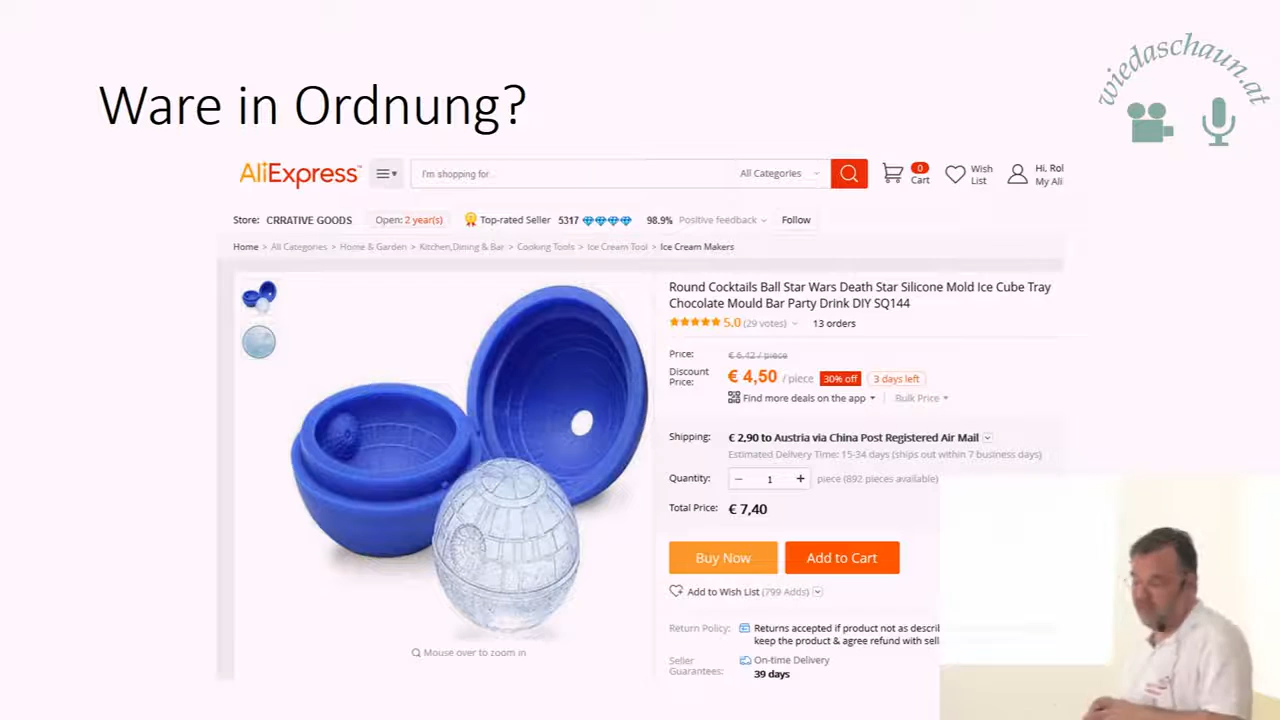 Ware in Ordnung?
wiedaschaun.at
AliExpress™
I'm shopping for
All Categories
0
Cart
Wish
List
Hi, Rol
My Ali
Store: CRRATIVE GOODS
Open: 2 year(s)
Top-rated Seller
5317
98.9% Positive feedback
Follow
Home > All Categories > Home & Garden > Kitchen,Dining & Bar > Cooking Tools > Ice Cream Tool > Ice Cream Makers
Round Cocktails Ball Star Wars Death Star Silicone Mold Ice Cube Tray
Chocolate Mould Bar Party Drink DIY SQ144
5.0 (29 votes) 13 orders
Price: € 6,42 / piece
Discount
Price:
€ 4,50 / piece 30% off 3 days left
Find more deals on the app
Bulk Price
Shipping: € 2,90 to Austria via China Post Registered Air Mail
Estimated Delivery Time: 15-34 days (ships out within 7 business days)
Quantity: − 1 + piece (892 pieces available)
Total Price: € 7,40
Buy Now
Add to Cart
Add to Wish List (799 Adds)
Return Policy: Returns accepted if product not as descri
keep the product & agree refund with sell
Seller
Guarantees:
On-time Delivery
39 days
Mouse over to zoom in